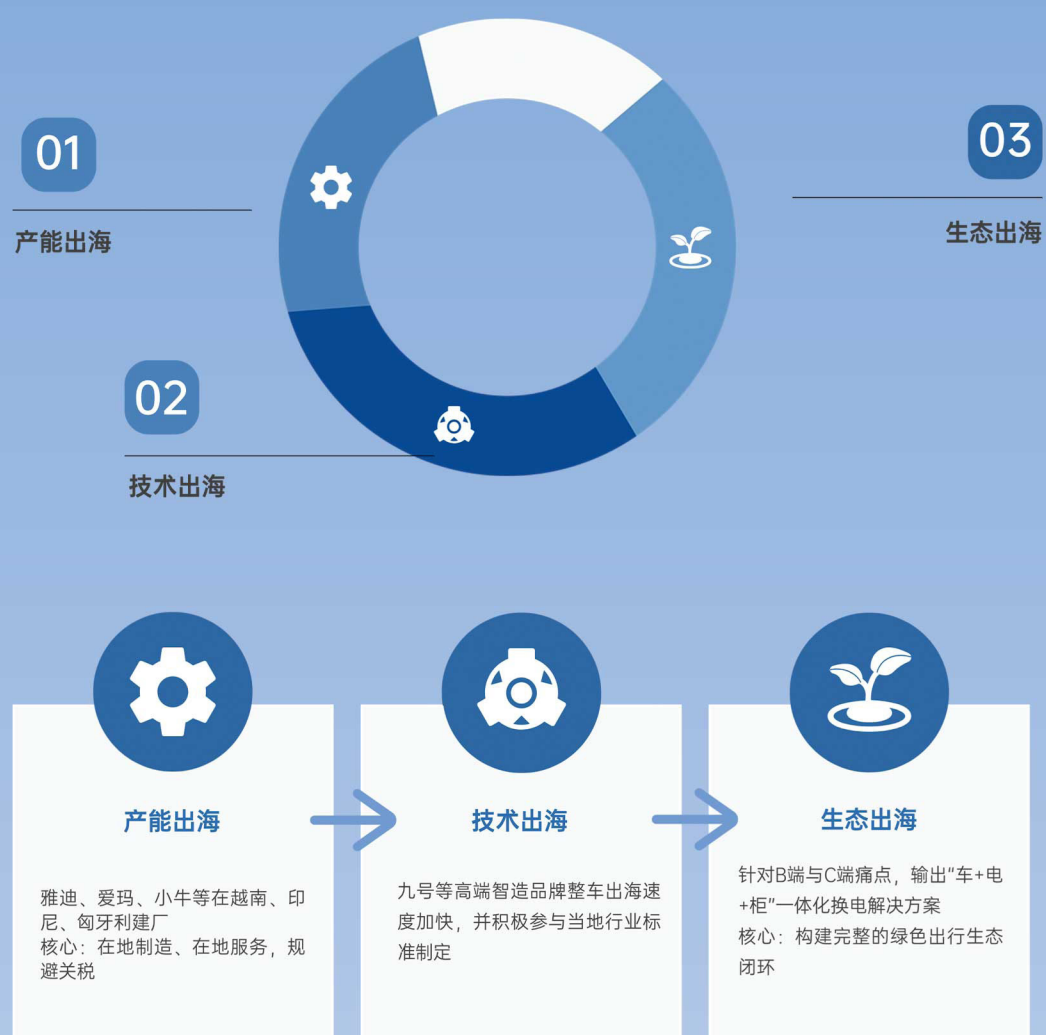 01
产能出海
03
生态出海
02
技术出海
产能出海
雅迪、爱玛、小牛等在越南、印
尼、匈牙利建厂
核心：在地制造、在地服务，规
避关税
技术出海
九号等高端智造品牌整车出海速
度加快，并积极参与当地行业标
准制定
生态出海
针对B端与C端痛点，输出“车+电
+柜”一体化换电解决方案
核心：构建完整的绿色出行生态
闭环